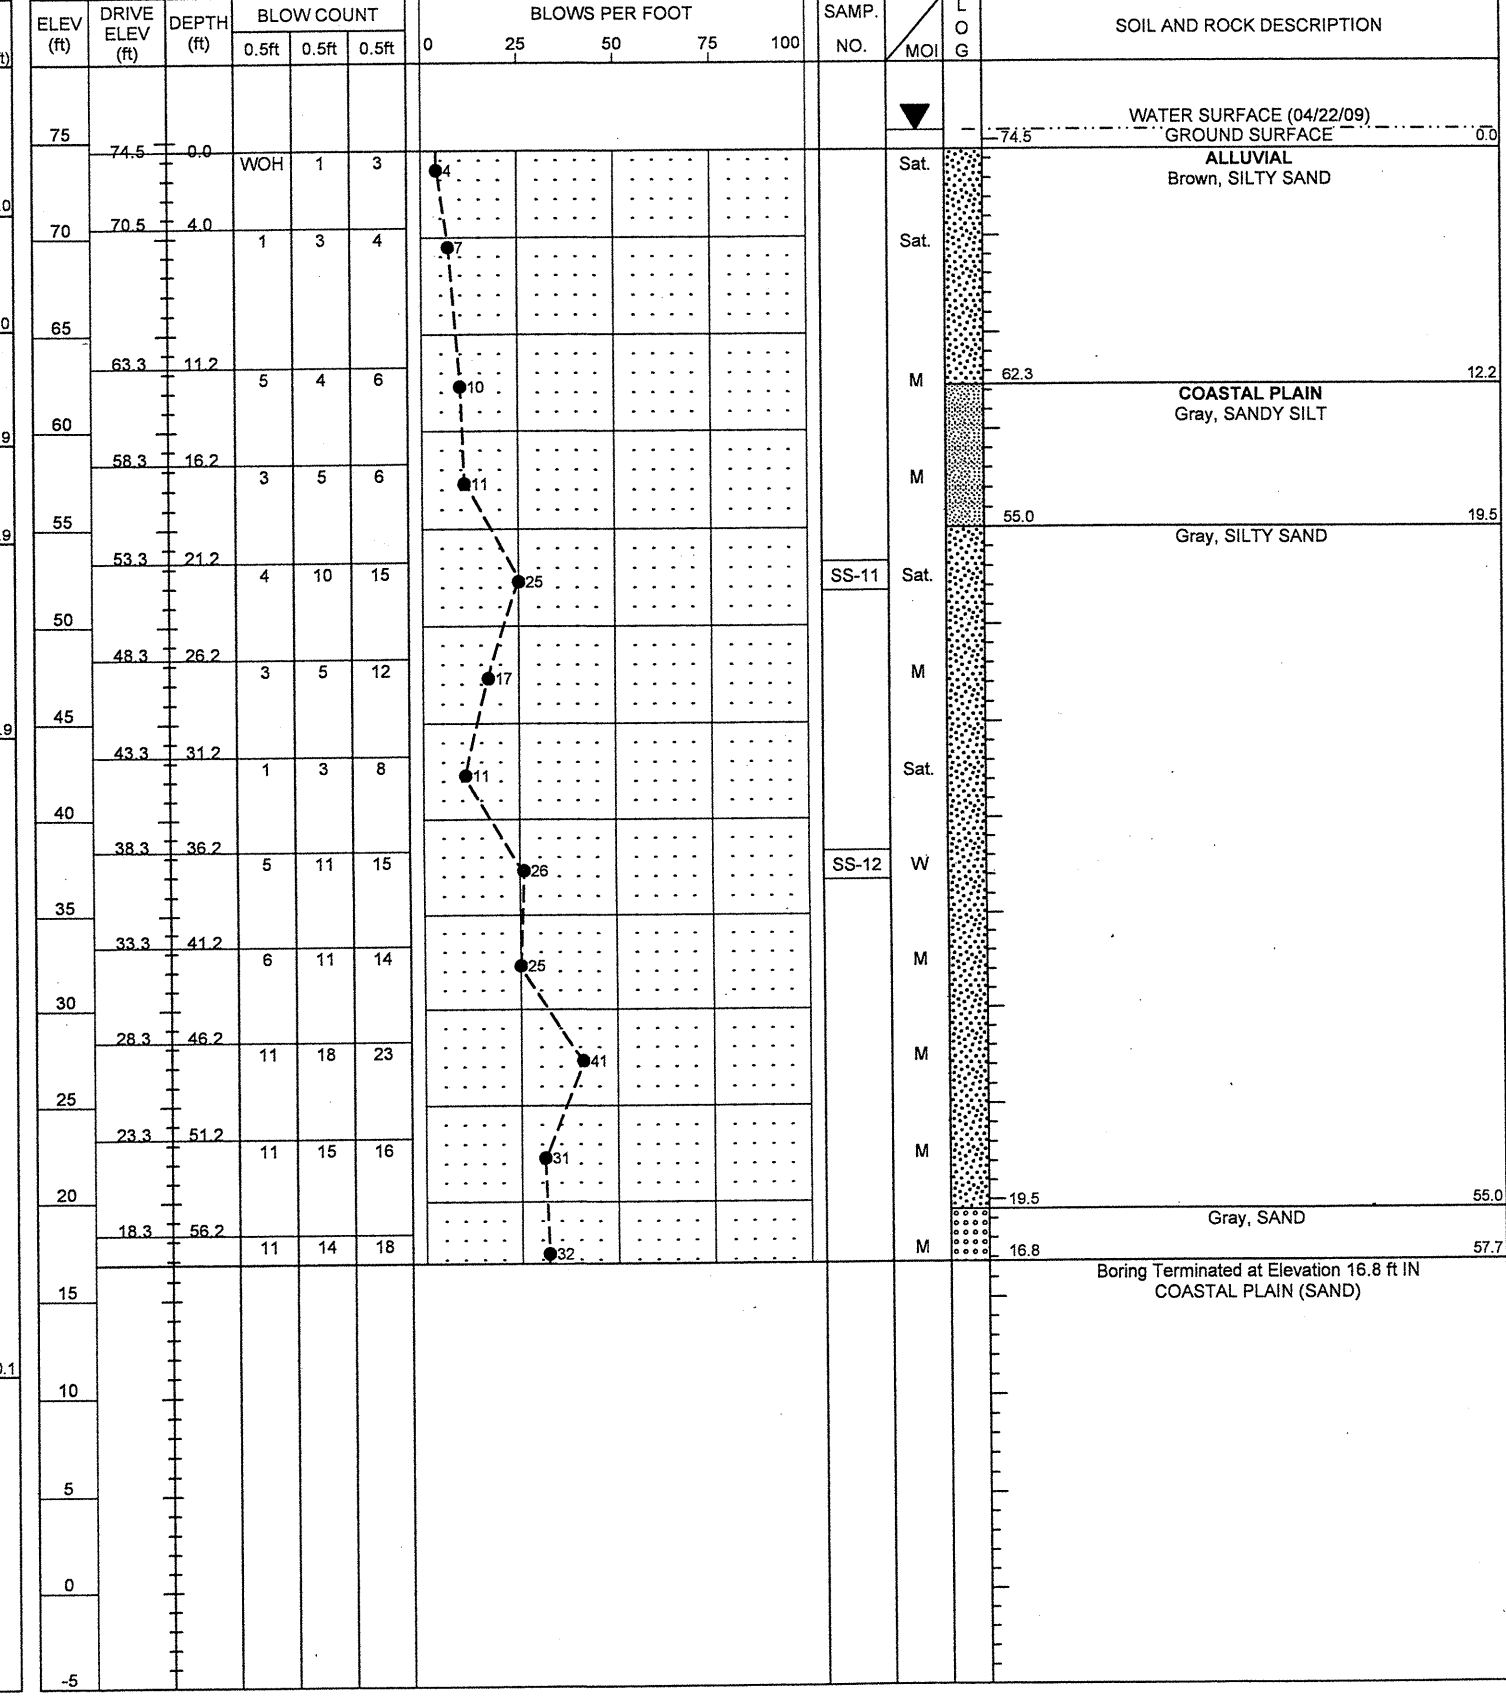 ELEV (ft) DRIVE ELEV (ft) DEPTH (ft) BLOW COUNT 0.5ft 0.5ft 0.5ft BLOWS PER FOOT 0 25 50 75 100 SAMP. NO. MOI L O G SOIL AND ROCK DESCRIPTION
WATER SURFACE (04/22/09)
75
74.5 GROUND SURFACE 0.0
74.5 0.0 WOH 1 3 4 Sat. ALLUVIAL
Brown, SILTY SAND
70.5 4.0 1 3 4 7 Sat.
70
65
63.3 11.2 5 4 6 10 M 62.3 12.2
COASTAL PLAIN
Gray, SANDY SILT
60
58.3 16.2 3 5 6 11 M
55 55.0 19.5
Gray, SILTY SAND
53.3 21.2 4 10 15 25 SS-11 Sat.
50
48.3 26.2 3 5 12 17 M
45
43.3 31.2 1 3 8 11 Sat.
40
38.3 36.2 5 11 15 26 SS-12 W
35
33.3 41.2 6 11 14 25 M
30
28.3 46.2 11 18 23 41 M
25
23.3 51.2 11 15 16 31 M
20 19.5 55.0
Gray, SAND
18.3 56.2 11 14 18 32 M 16.8 57.7
Boring Terminated at Elevation 16.8 ft IN
COASTAL PLAIN (SAND)
15
10
5
0
-5